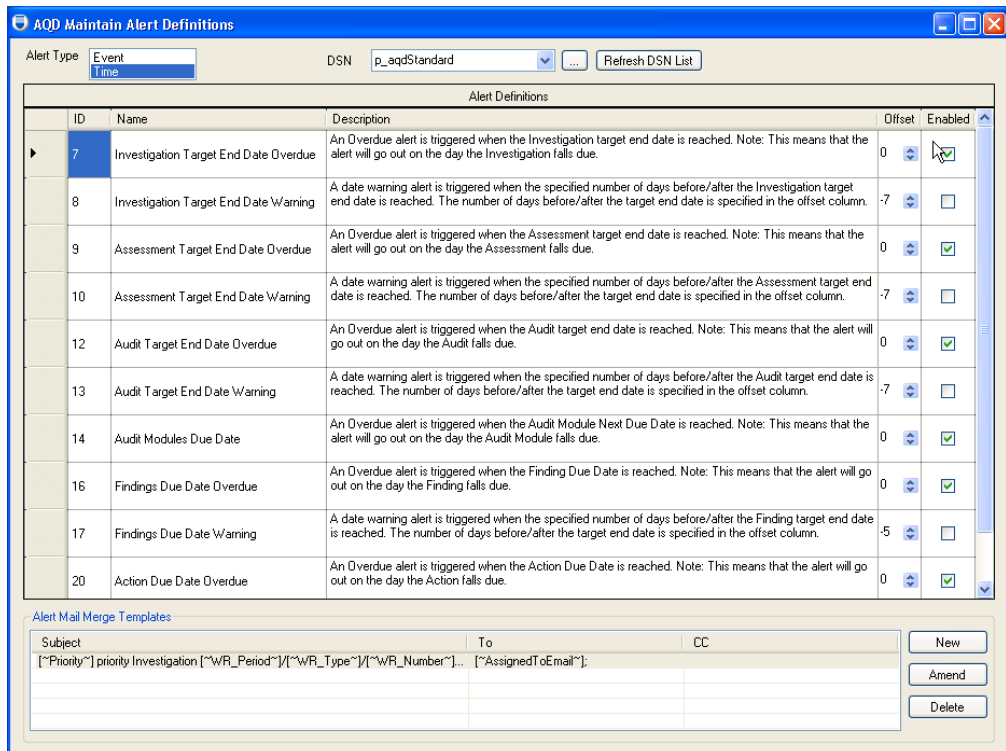 AQD Maintain Alert Definitions
Alert Type Event DSN p_aqdStandard ... Refresh DSN List
Time
Alert Definitions
ID Name Description Offset Enabled
7 Investigation Target End Date Overdue An Overdue alert is triggered when the Investigation target end date is reached. Note: This means that the 0
alert will go out on the day the Investigation falls due.
8 Investigation Target End Date Warning A date warning alert is triggered when the specified number of days before/after the Investigation target -7
end date is reached. The number of days before/after the target end date is specified in the offset column.
9 Assessment Target End Date Overdue An Overdue alert is triggered when the Assessment target end date is reached. Note: This means that the 0
alert will go out on the day the Assessment falls due.
10 Assessment Target End Date Warning A date warning alert is triggered when the specified number of days before/after the Assessment target end -7
date is reached. The number of days before/after the target end date is specified in the offset column.
12 Audit Target End Date Overdue An Overdue alert is triggered when the Audit target end date is reached. Note: This means that the alert will 0
go out on the day the Audit falls due.
13 Audit Target End Date Warning A date warning alert is triggered when the specified number of days before/after the Audit target end date is -7
reached. The number of days before/after the target end date is specified in the offset column.
14 Audit Modules Due Date An Overdue alert is triggered when the Audit Module Next Due Date is reached. Note: This means that the 0
alert will go out on the day the Audit Module falls due.
16 Findings Due Date Overdue An Overdue alert is triggered when the Finding Due Date is reached. Note: This means that the alert will go 0
out on the day the Finding falls due.
17 Findings Due Date Warning A date warning alert is triggered when the specified number of days before/after the Finding target end date -5
is reached. The number of days before/after the target end date is specified in the offset column.
20 Action Due Date Overdue An Overdue alert is triggered when the Action Due Date is reached. Note: This means that the alert will go 0
out on the day the Action falls due.
Alert Mail Merge Templates
Subject To CC New
[~Priority~] priority Investigation [~WR_Period~]/[~WR_Type~]/[~WR_Number~]... [~AssignedToEmail~];
Amend
Delete